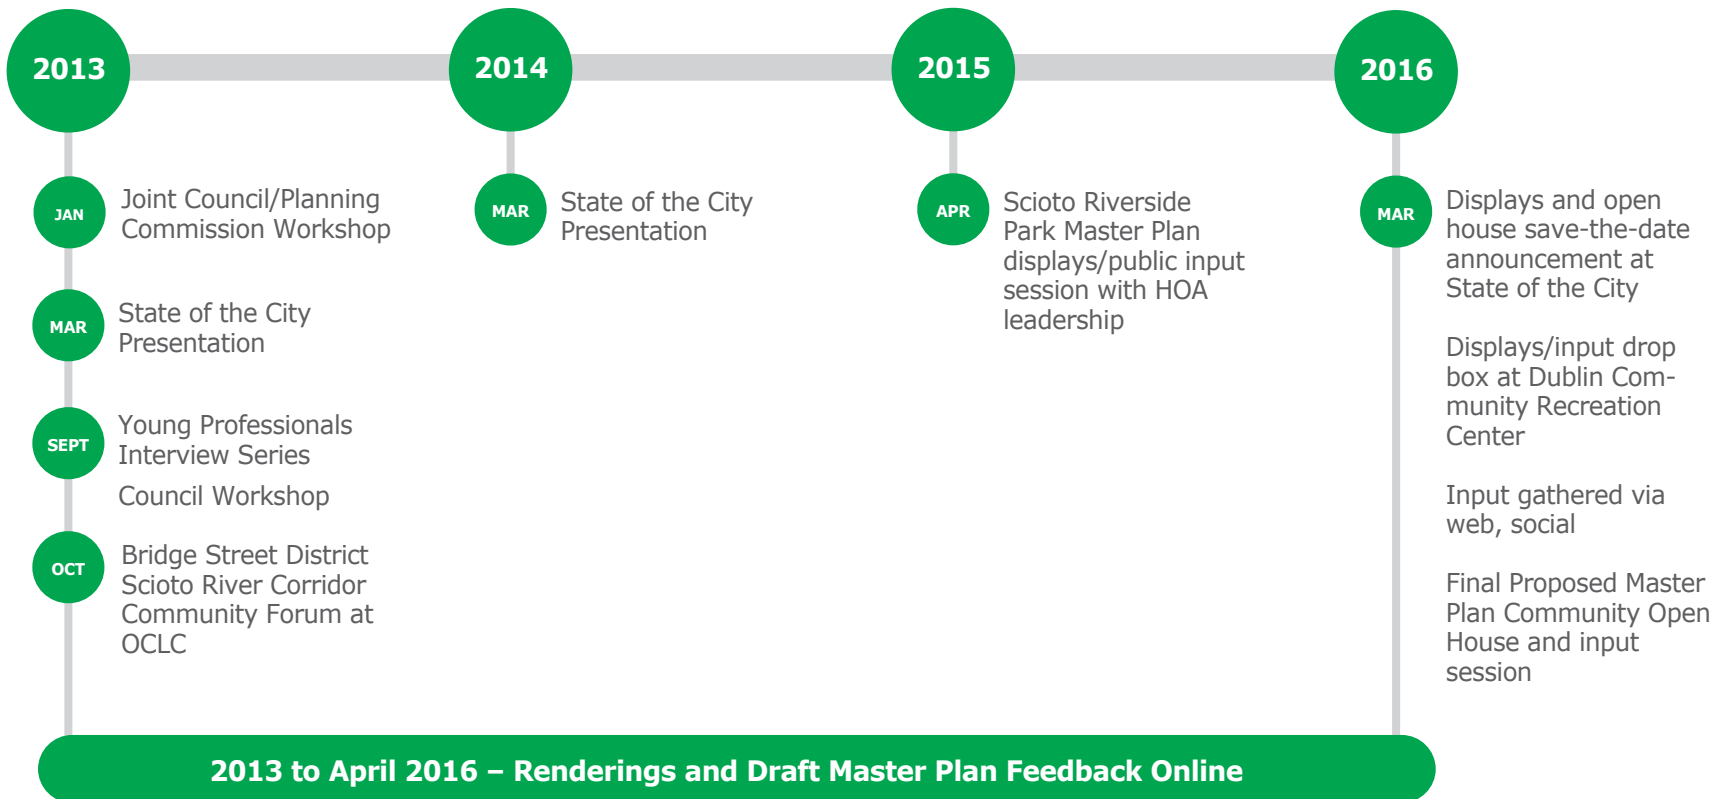 2013
2014
2015
2016
JAN
Joint Council/Planning
Commission Workshop
MAR
State of the City
Presentation
SEPT
Young Professionals
Interview Series
Council Workshop
OCT
Bridge Street District
Scioto River Corridor
Community Forum at
OCLC
MAR
State of the City
Presentation
APR
Scioto Riverside
Park Master Plan
displays/public input
session with HOA
leadership
MAR
Displays and open
house save-the-date
announcement at
State of the City
Displays/input drop
box at Dublin Com-
munity Recreation
Center
Input gathered via
web, social
Final Proposed Master
Plan Community Open
House and input
session
2013 to April 2016 – Renderings and Draft Master Plan Feedback Online